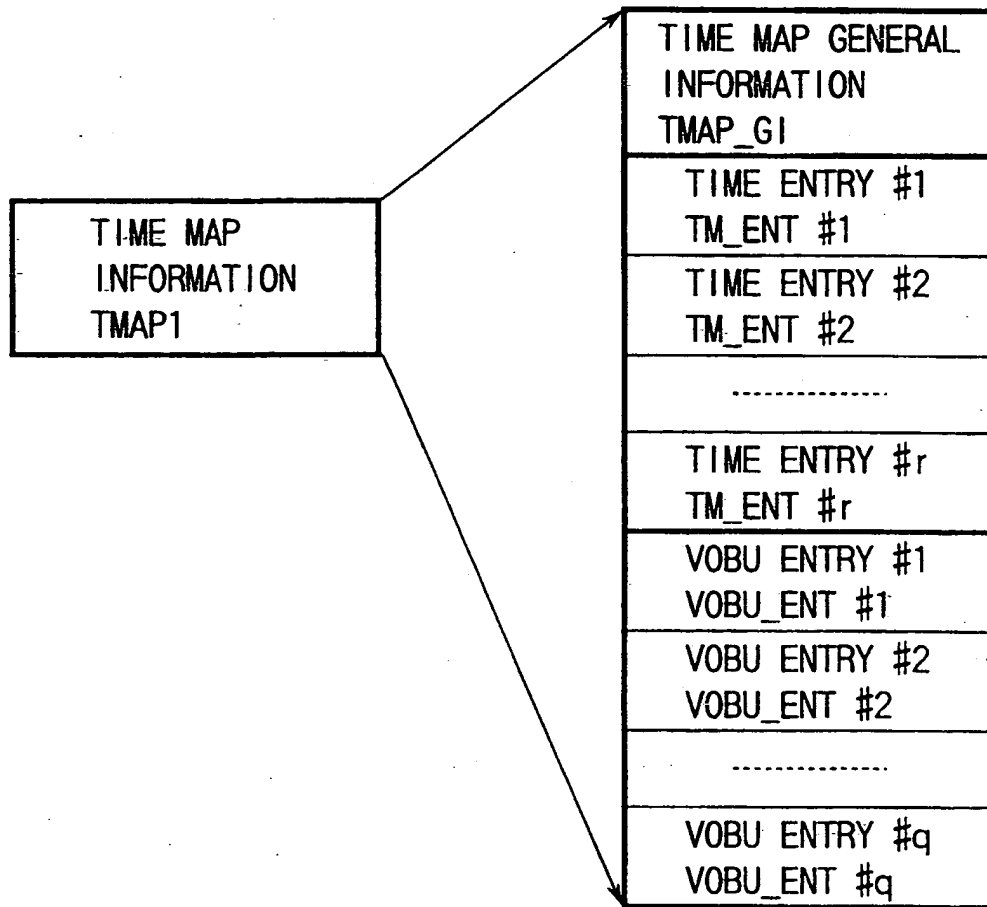 TIME MAP
INFORMATION
TMAP1
TIME MAP GENERAL
INFORMATION
TMAP_GI
TIME ENTRY #1
TM_ENT #1
TIME ENTRY #2
TM_ENT #2
---------------
TIME ENTRY #r
TM_ENT #r
VOBU ENTRY #1
VOBU_ENT #1
VOBU ENTRY #2
VOBU_ENT #2
---------------
VOBU ENTRY #q
VOBU_ENT #q